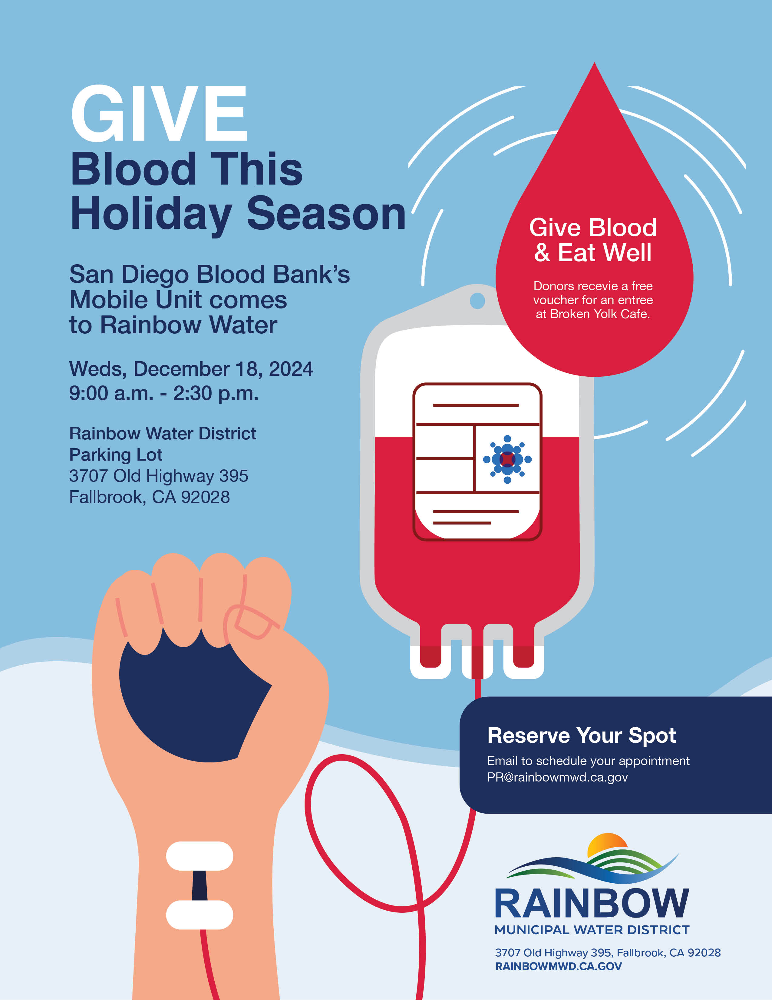 GIVE
Blood This
Holiday Season
San Diego Blood Bank’s
Mobile Unit comes
to Rainbow Water
Weds, December 18, 2024
9:00 a.m. - 2:30 p.m.
Rainbow Water District
Parking Lot
3707 Old Highway 395
Fallbrook, CA 92028
Give Blood
& Eat Well
Donors recevie a free
voucher for an entree
at Broken Yolk Cafe.
Reserve Your Spot
Email to schedule your appointment
PR@rainbowmwd.ca.gov
RAINBOW
MUNICIPAL WATER DISTRICT
3707 Old Highway 395, Fallbrook, CA 92028
RAINBOWMWD.CA.GOV